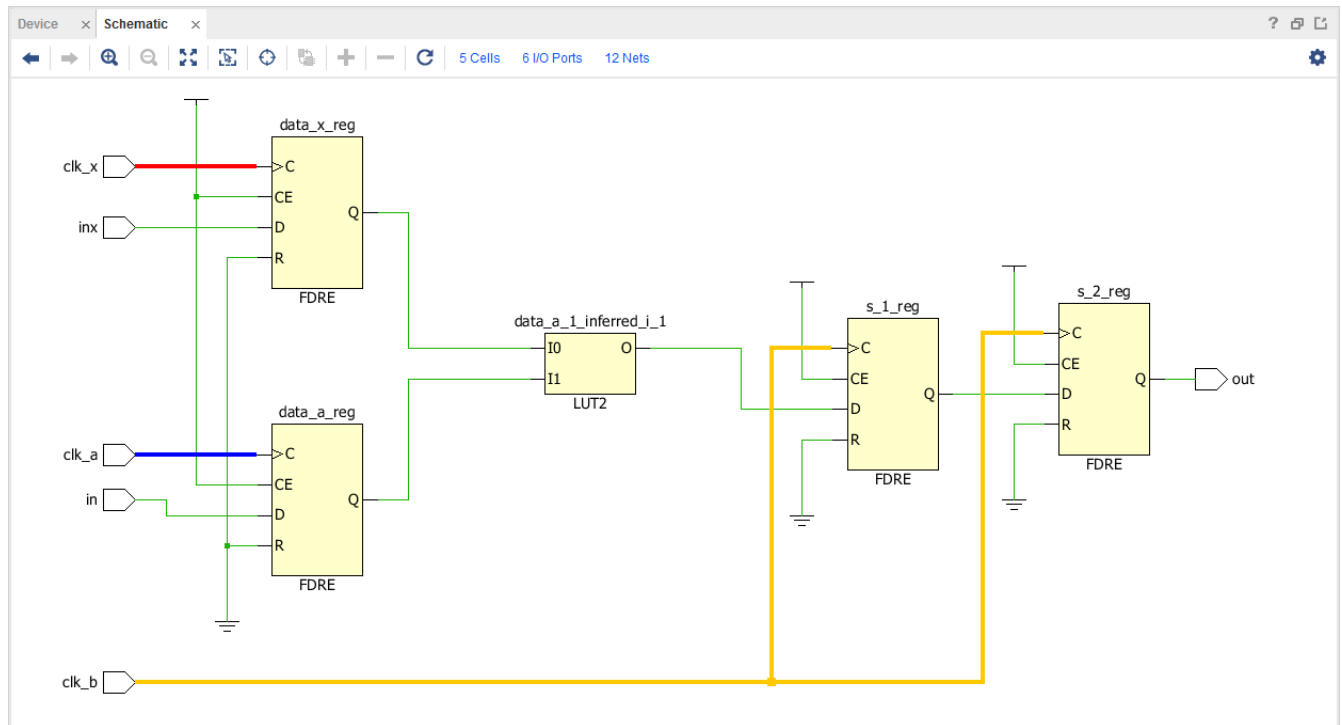 Device × Schematic ×
?
5 Cells 6 I/O Ports 12 Nets
data_x_reg
clk_x
C
CE
Q
inx
D
R
FDRE
data_a_1_inferred_i_1
I0 O
I1
LUT2
data_a_reg
clk_a
C
CE
in
Q
D
R
FDRE
s_1_reg
C
CE
Q
D
R
FDRE
s_2_reg
C
CE
Q
out
D
R
FDRE
clk_b